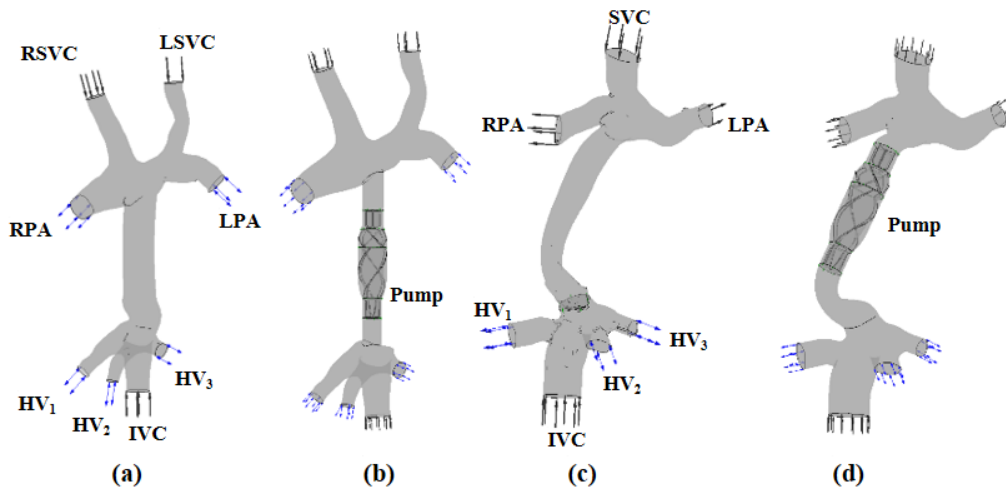 RSVC
LSVC
RPA
LPA
HV₁
HV₂
HV₃
IVC
(a)
Pump
(b)
SVC
RPA
LPA
HV₁
HV₂
HV₃
IVC
(c)
Pump
(d)